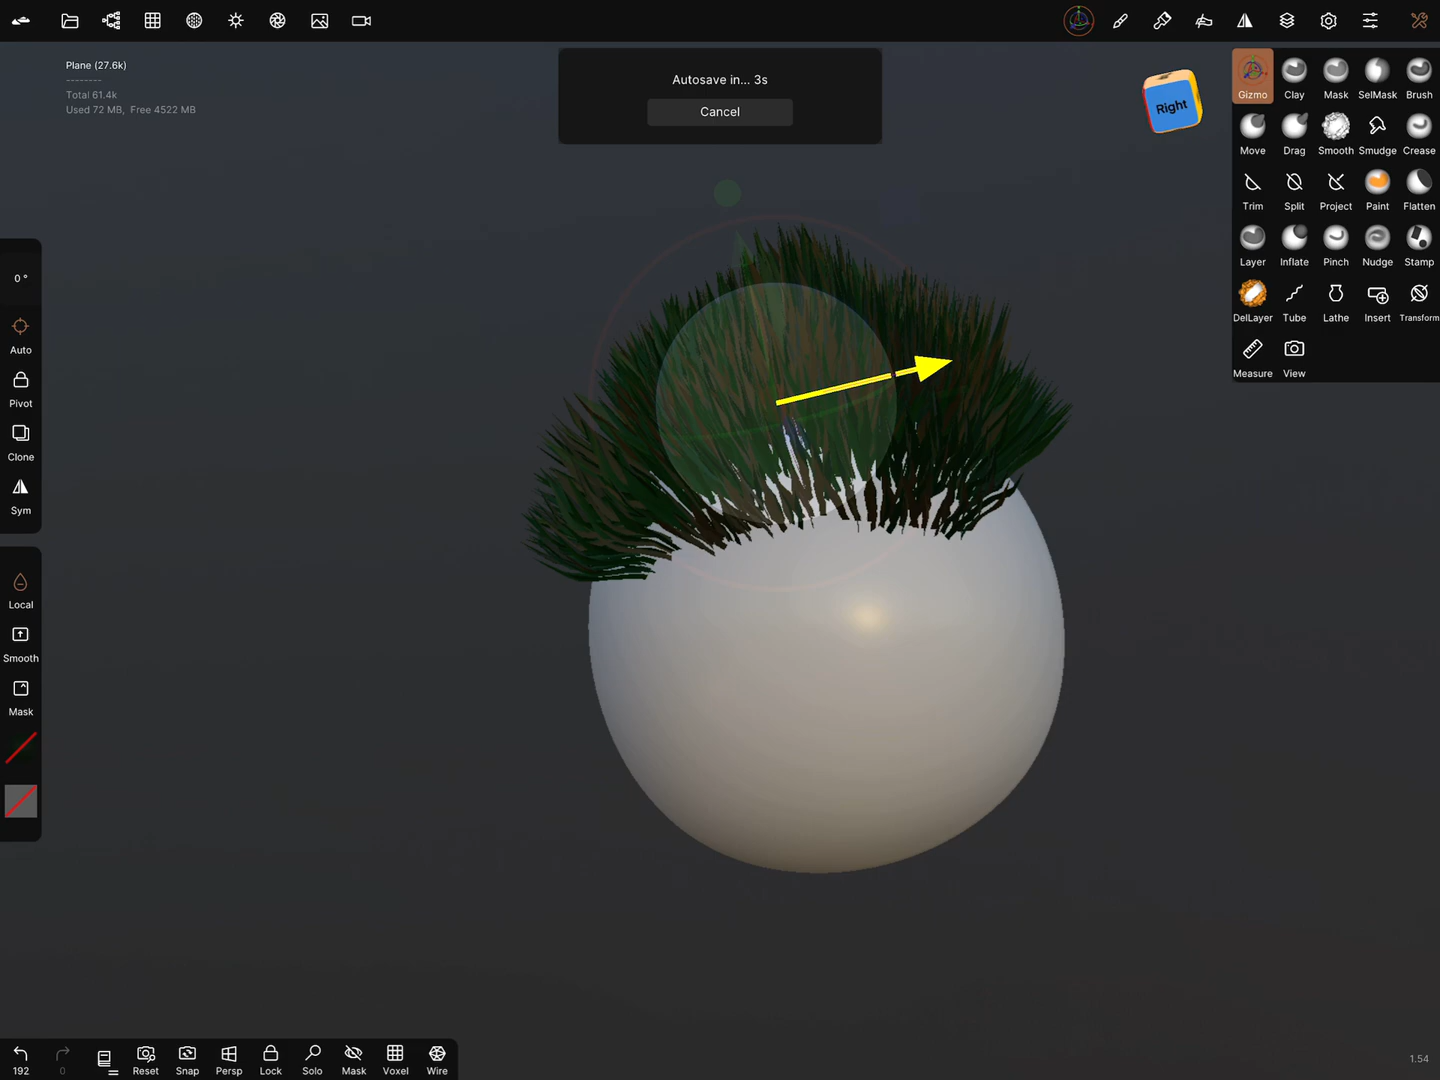 Plane (27.6k)
--------
Total 61.4k
Used 72 MB, Free 4522 MB
Autosave in... 3s
Cancel
Right
Gizmo Clay Mask SelMask Brush
Move Drag Smooth Smudge Crease
Trim Split Project Paint Flatten
Layer Inflate Pinch Nudge Stamp
DelLayer Tube Lathe Insert Transform
Measure View
0 °
Auto
Pivot
Clone
Sym
Local
Smooth
Mask
192 0 Reset Snap Persp Lock Solo Mask Voxel Wire
1.54